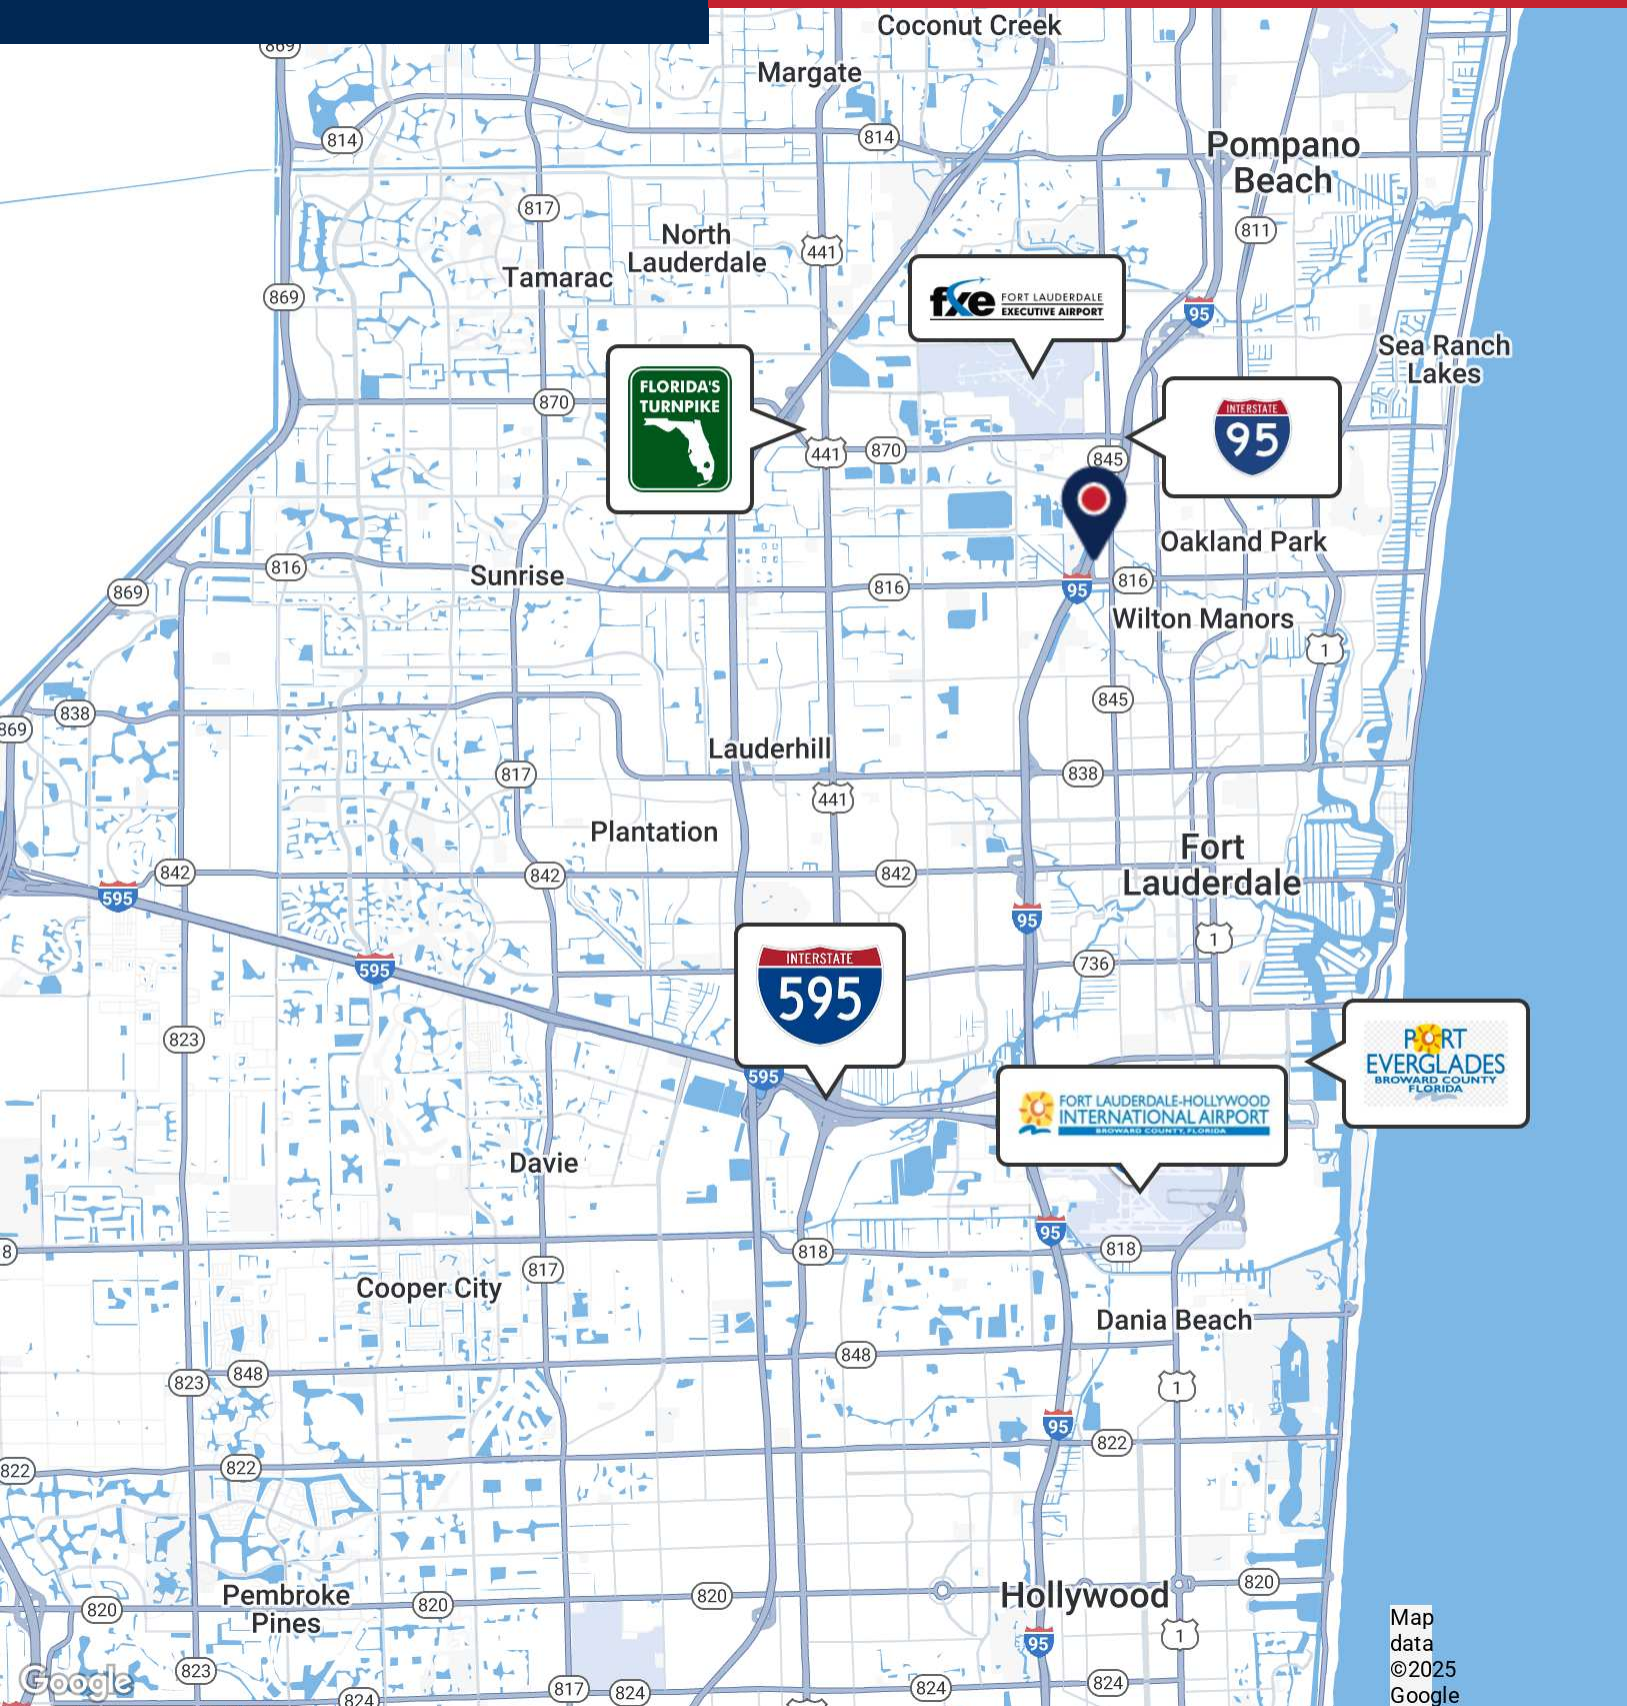 Coconut Creek
869
Margate
814
814
Pompano
Beach
817
811
North
Lauderdale
441
Tamarac
869
fxe FORT LAUDERDALE
EXECUTIVE AIRPORT
95
Sea Ranch
Lakes
FLORIDA'S
TURNPIKE
870
INTERSTATE
95
441
870
845
Oakland Park
816
Sunrise
816
816
95
869
Wilton Manors
1
845
838
869
Lauderhill
817
838
441
Plantation
Fort
Lauderdale
842
842
842
595
95
1
INTERSTATE
595
736
595
823
PORT
EVERGLADES
BROWARD COUNTY
FLORIDA
595
FORT LAUDERDALE-HOLLYWOOD
INTERNATIONAL AIRPORT
BROWARD COUNTY, FLORIDA
Davie
95
8
818
818
817
Cooper City
Dania Beach
848
848
823
1
95
822
822
822
820
Hollywood
820
Pembroke
Pines
820
820
1
95
823
Map
data
©2025
Google
Google
817
824
824
824
824